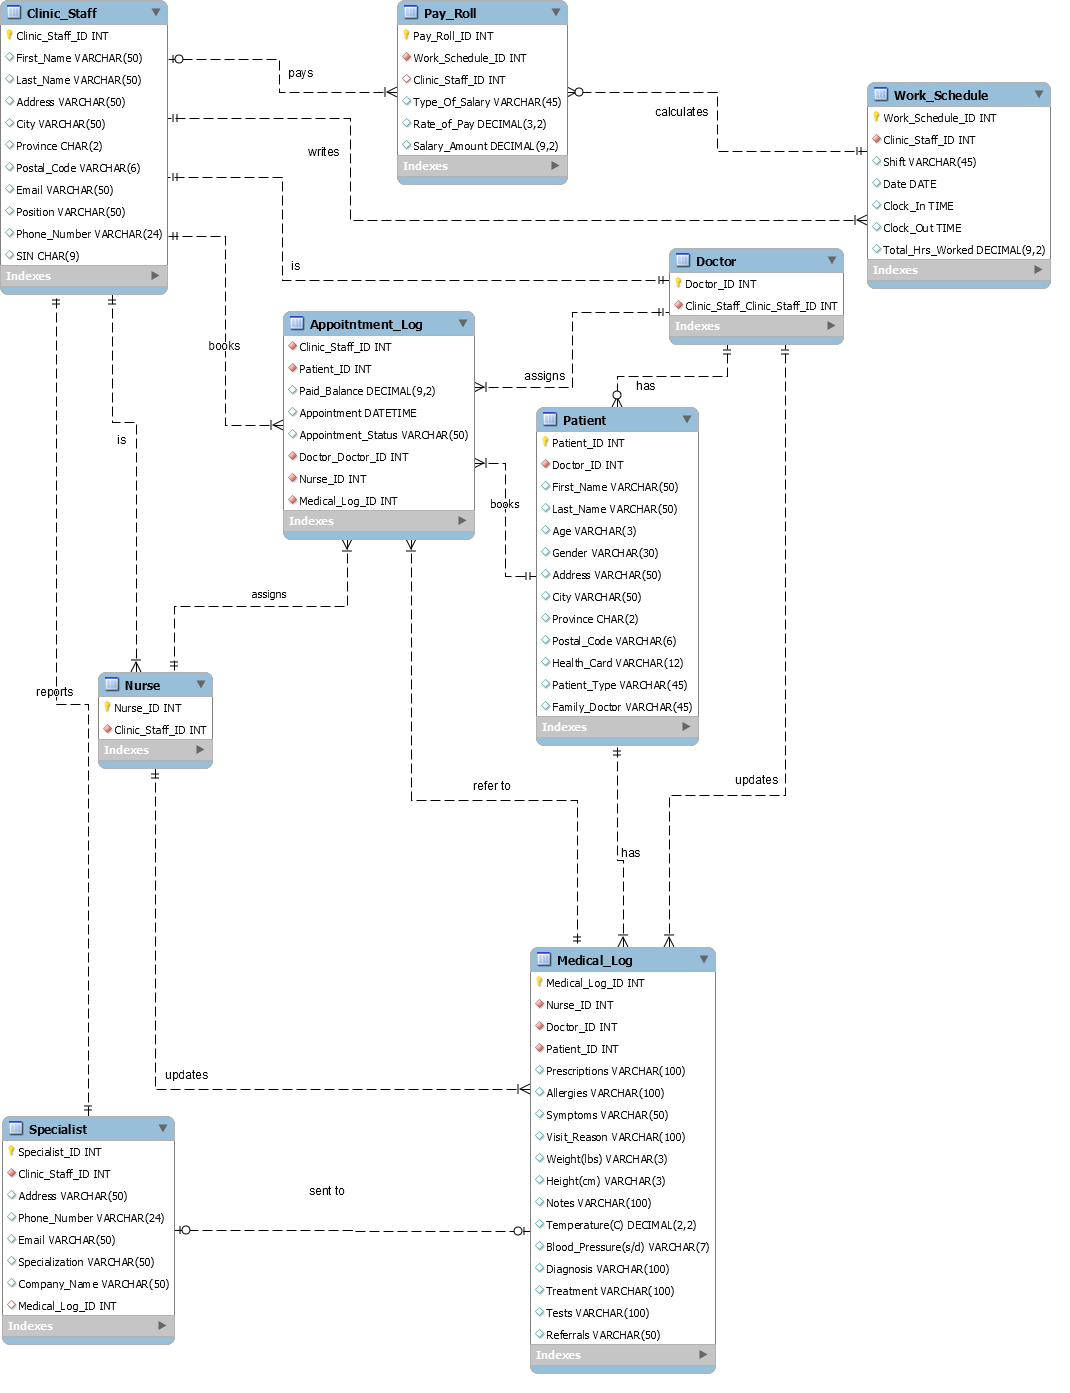 Clinic_Staff
Clinic_Staff_ID INT
First_Name VARCHAR(50)
Last_Name VARCHAR(50)
Address VARCHAR(50)
City VARCHAR(50)
Province CHAR(2)
Postal_Code VARCHAR(6)
Email VARCHAR(50)
Position VARCHAR(50)
Phone_Number VARCHAR(24)
SIN CHAR(9)
Indexes
pays
writes
is
books
is
reports
Pay_Roll
Pay_Roll_ID INT
Work_Schedule_ID INT
Clinic_Staff_ID INT
Type_Of_Salary VARCHAR(45)
Rate_of_Pay DECIMAL(3,2)
Salary_Amount DECIMAL(9,2)
Indexes
calculates
Work_Schedule
Work_Schedule_ID INT
Clinic_Staff_ID INT
Shift VARCHAR(45)
Date DATE
Clock_In TIME
Clock_Out TIME
Total_Hrs_Worked DECIMAL(9,2)
Indexes
Doctor
Doctor_ID INT
Clinic_Staff_Clinic_Staff_ID INT
Indexes
assigns
has
updates
Appoitntment_Log
Clinic_Staff_ID INT
Patient_ID INT
Paid_Balance DECIMAL(9,2)
Appointment DATETIME
Appointment_Status VARCHAR(50)
Doctor_Doctor_ID INT
Nurse_ID INT
Medical_Log_ID INT
Indexes
books
assigns
refer to
Patient
Patient_ID INT
Doctor_ID INT
First_Name VARCHAR(50)
Last_Name VARCHAR(50)
Age VARCHAR(3)
Gender VARCHAR(30)
Address VARCHAR(50)
City VARCHAR(50)
Province CHAR(2)
Postal_Code VARCHAR(6)
Health_Card VARCHAR(12)
Patient_Type VARCHAR(45)
Family_Doctor VARCHAR(45)
Indexes
has
Nurse
Nurse_ID INT
Clinic_Staff_ID INT
Indexes
updates
Medical_Log
Medical_Log_ID INT
Nurse_ID INT
Doctor_ID INT
Patient_ID INT
Prescriptions VARCHAR(100)
Allergies VARCHAR(100)
Symptoms VARCHAR(50)
Visit_Reason VARCHAR(100)
Weight(lbs) VARCHAR(3)
Height(cm) VARCHAR(3)
Notes VARCHAR(100)
Temperature(C) DECIMAL(2,2)
Blood_Pressure(s/d) VARCHAR(7)
Diagnosis VARCHAR(100)
Treatment VARCHAR(100)
Tests VARCHAR(100)
Referrals VARCHAR(50)
Indexes
Specialist
Specialist_ID INT
Clinic_Staff_ID INT
Address VARCHAR(50)
Phone_Number VARCHAR(24)
Email VARCHAR(50)
Specialization VARCHAR(50)
Company_Name VARCHAR(50)
Medical_Log_ID INT
Indexes
sent to